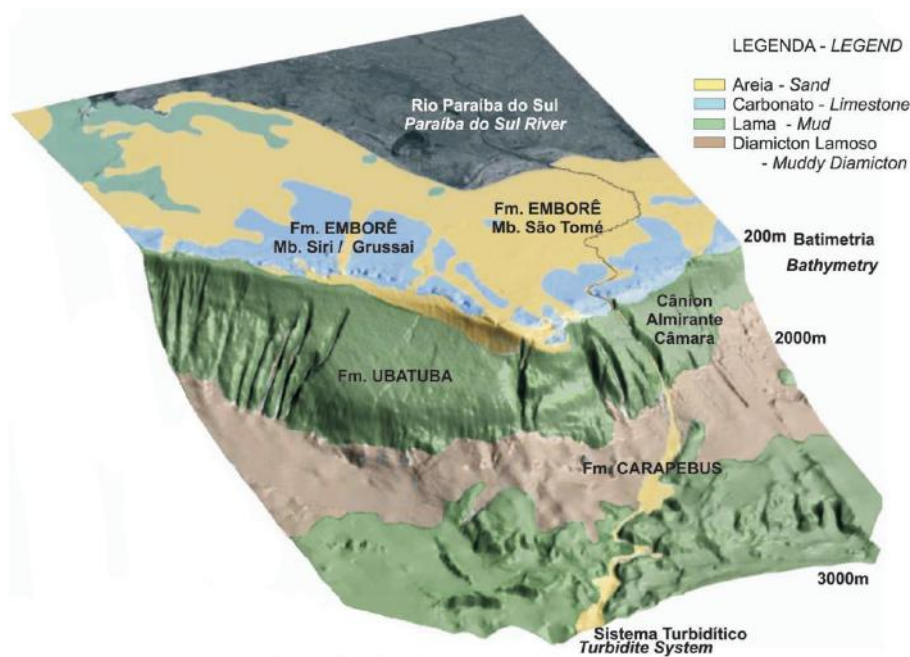 LEGENDA - LEGEND
Areia - Sand
Carbonato - Limestone
Lama - Mud
Diamicton Lamoso
- Muddy Diamicton
Rio Paraíba do Sul
Paraíba do Sul River
Fm. EMBORÊ
Mb. São Tomé
Fm. EMBORÊ
Mb. Siri / Grussai
200m
Batimetria
Bathymetry
Cânion
Almirante
Câmara
2000m
Fm. UBATUBA
Fm. CARAPEBUS
3000m
Sistema Turbidítico
Turbidite System